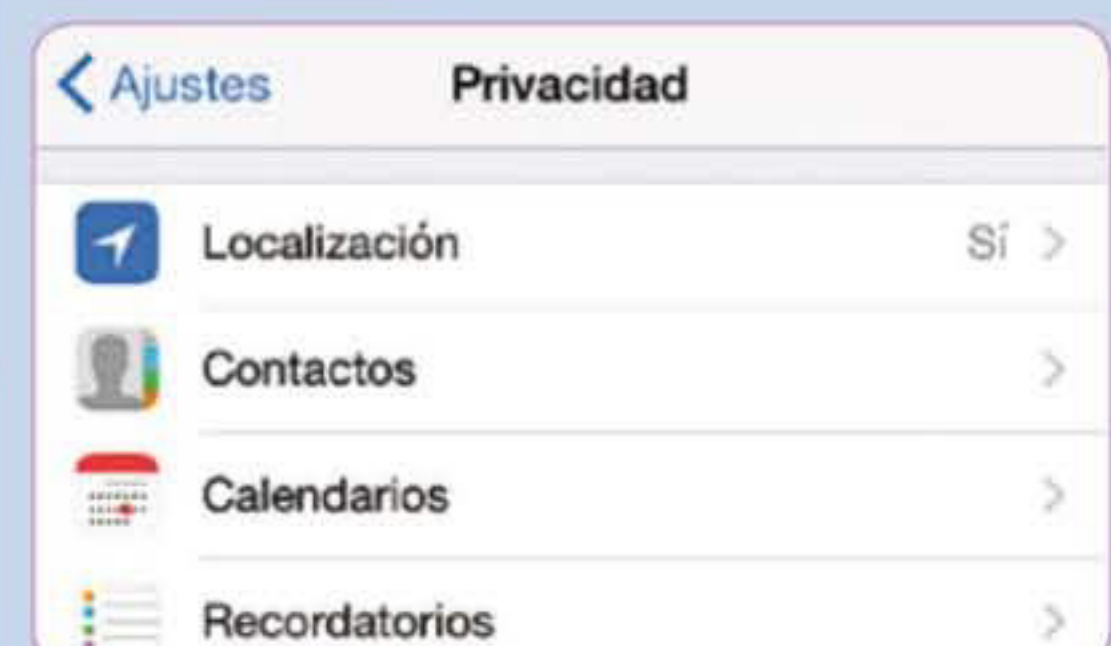 Ajustes Privacidad
Localización Sí
Contactos
Calendarios
Recordatorios